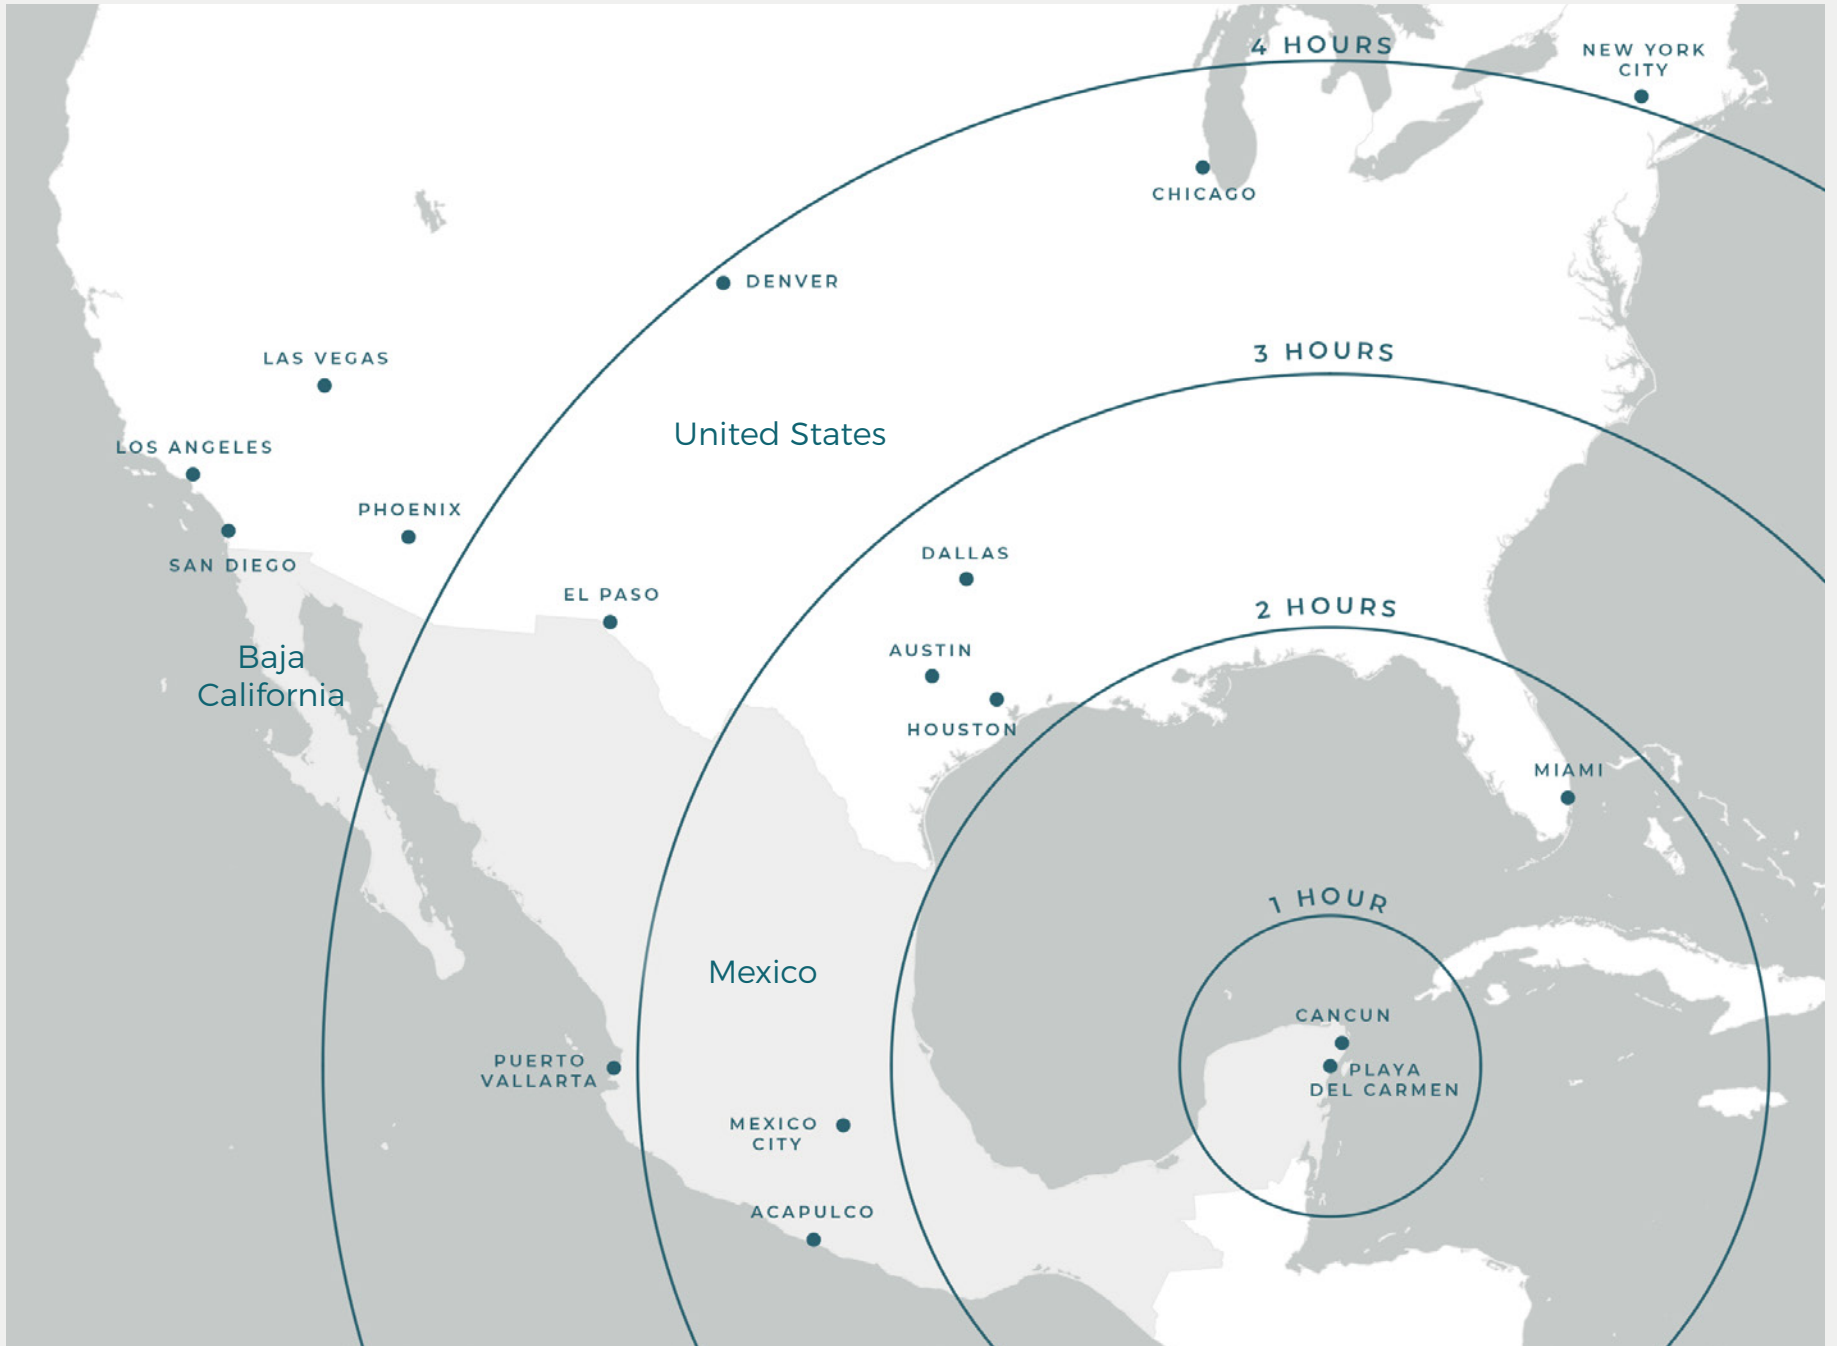 4 HOURS
NEW YORK
CITY
CHICAGO
DENVER
3 HOURS
LAS VEGAS
United States
LOS ANGELES
PHOENIX
DALLAS
SAN DIEGO
EL PASO
2 HOURS
AUSTIN
Baja
California
HOUSTON
MIAMI
1 HOUR
Mexico
CANCUN
PUERTO
VALLARTA
PLAYA
DEL CARMEN
MEXICO
CITY
ACAPULCO